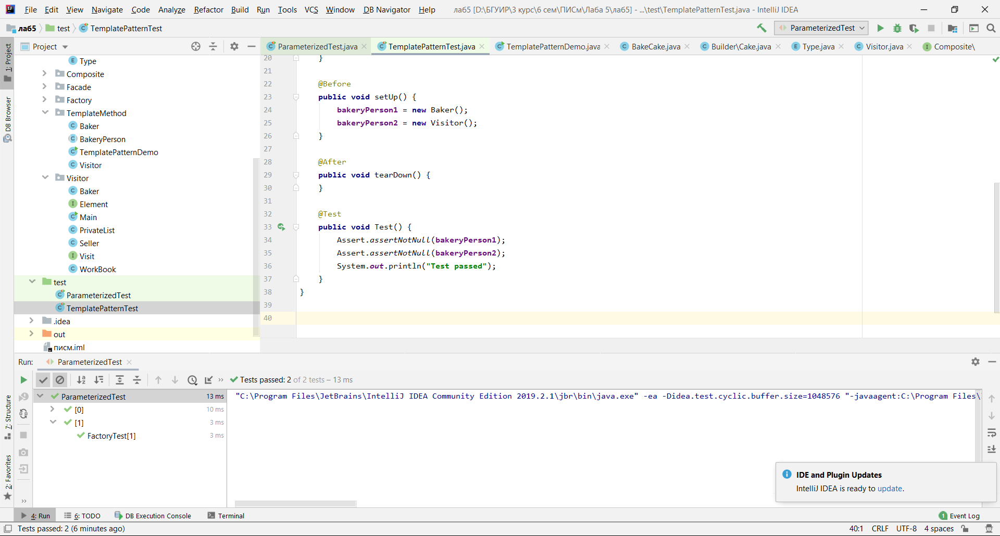 File Edit View Navigate Code Analyze Refactor Build Run Tools VCS Window DB Navigator Help ла65 [D:\БГУИР\3 курс\6 сем\ПИСм\Лаба 5\ла65] - ...\test\TemplatePatternTest.java - IntelliJ IDEA
ла65 test TemplatePatternTest ParameterizedTest
Project ParameterizedTest.java TemplatePatternTest.java TemplatePatternDemo.java BakeCake.java Builder\Cake.java Type.java Visitor.java Composite\
1: Project
DB Browser
7: Structure
2: Favorites
Type
Composite
Facade
Factory
TemplateMethod
Baker
BakeryPerson
TemplatePatternDemo
Visitor
Visitor
Baker
Element
Main
PrivateList
Seller
Visit
WorkBook
test
ParameterizedTest
TemplatePatternTest
.idea
out
писм.iml
20 }
21
22 @Before
23 public void setUp() {
24 bakeryPerson1 = new Baker();
25 bakeryPerson2 = new Visitor();
26 }
27
28 @After
29 public void tearDown() {
30 }
31
32 @Test
33 public void Test() {
34 Assert.assertNotNull(bakeryPerson1);
35 Assert.assertNotNull(bakeryPerson2);
36 System.out.println("Test passed");
37 }
38 }
39
40
Run: ParameterizedTest
Tests passed: 2 of 2 tests – 13 ms
ParameterizedTest 13 ms
[0] 10 ms
[1] 3 ms
FactoryTest[1] 3 ms
"C:\Program Files\JetBrains\IntelliJ IDEA Community Edition 2019.2.1\jbr\bin\java.exe" -ea -Didea.test.cyclic.buffer.size=1048576 "-javaagent:C:\Program Files\
IDE and Plugin Updates
IntelliJ IDEA is ready to update.
4: Run 6: TODO DB Execution Console Terminal 1 Event Log
Tests passed: 2 (6 minutes ago) 40:1 CRLF UTF-8 4 spaces